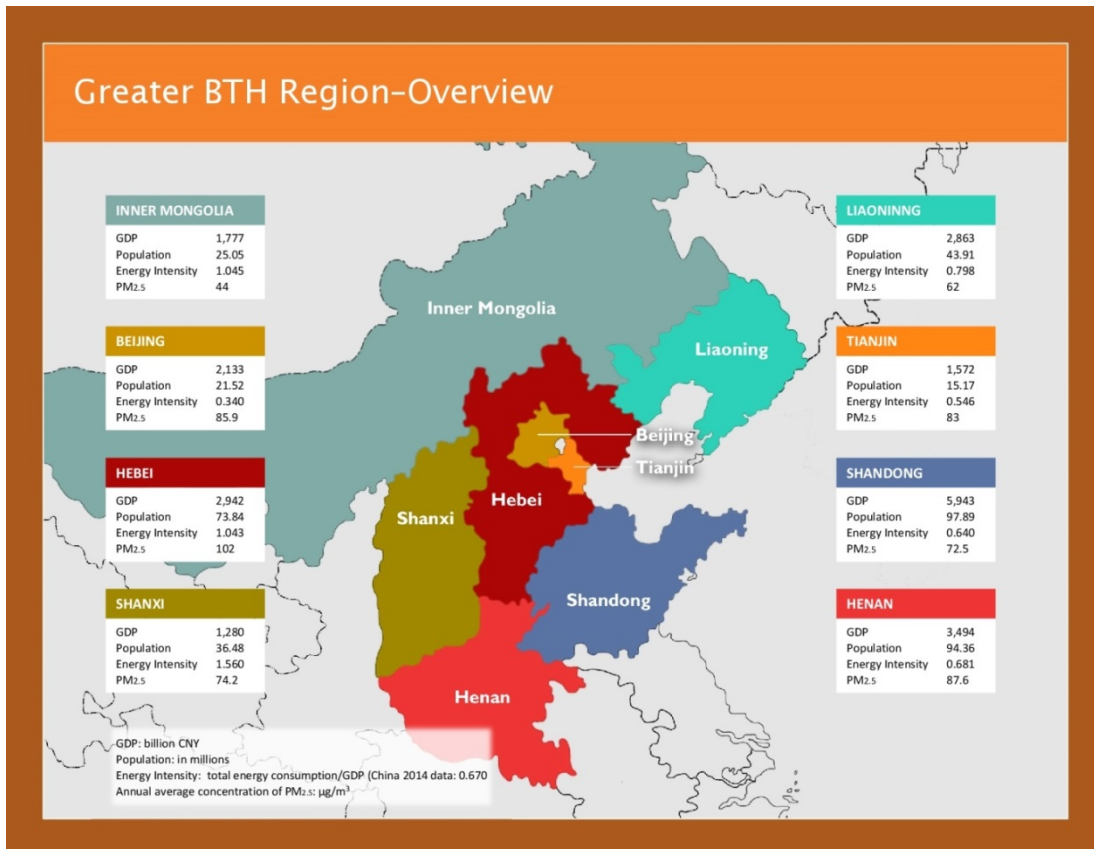 Greater BTH Region–Overview
INNER MONGOLIA
GDP 1,777
Population 25.05
Energy Intensity 1.045
PM2.5 44
BEIJING
GDP 2,133
Population 21.52
Energy Intensity 0.340
PM2.5 85.9
HEBEI
GDP 2,942
Population 73.84
Energy Intensity 1.043
PM2.5 102
SHANXI
GDP 1,280
Population 36.48
Energy Intensity 1.560
PM2.5 74.2
Inner Mongolia
Liaoning
Beijing
Tianjin
Hebei
Shanxi
Shandong
Henan
LIAONINNG
GDP 2,863
Population 43.91
Energy Intensity 0.798
PM2.5 62
TIANJIN
GDP 1,572
Population 15.17
Energy Intensity 0.546
PM2.5 83
SHANDONG
GDP 5,943
Population 97.89
Energy Intensity 0.640
PM2.5 72.5
HENAN
GDP 3,494
Population 94.36
Energy Intensity 0.681
PM2.5 87.6
GDP: billion CNY
Population: in millions
Energy Intensity: total energy consumption/GDP (China 2014 data: 0.670
Annual average concentration of PM2.5: μg/m³